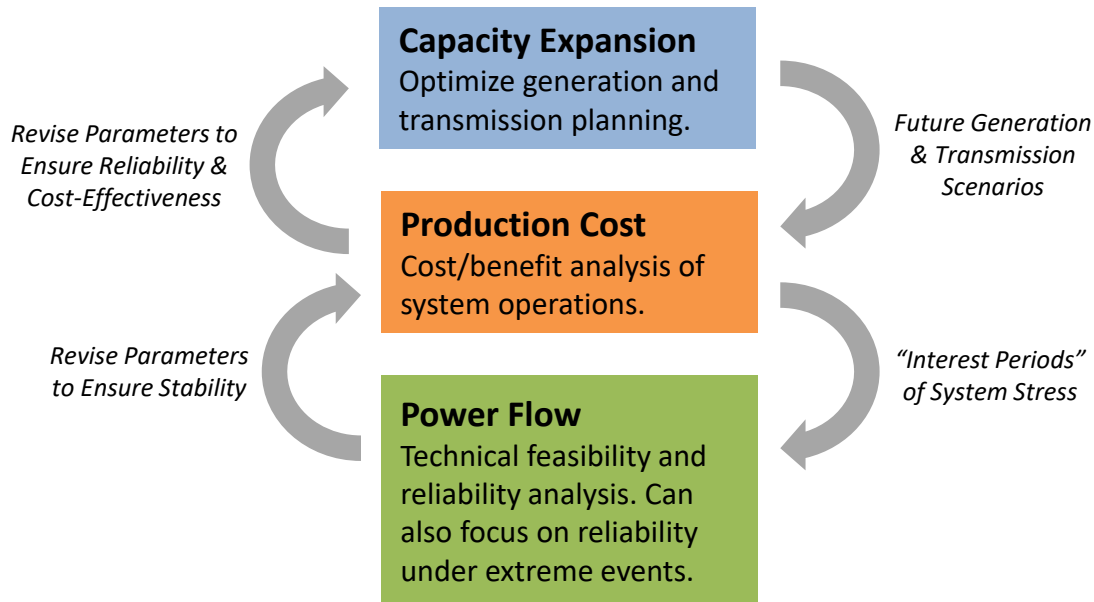 Capacity Expansion
Optimize generation and
transmission planning.
Revise Parameters to
Ensure Reliability &
Cost-Effectiveness
Future Generation
& Transmission
Scenarios
Production Cost
Cost/benefit analysis of
system operations.
Revise Parameters
to Ensure Stability
“Interest Periods”
of System Stress
Power Flow
Technical feasibility and
reliability analysis. Can
also focus on reliability
under extreme events.